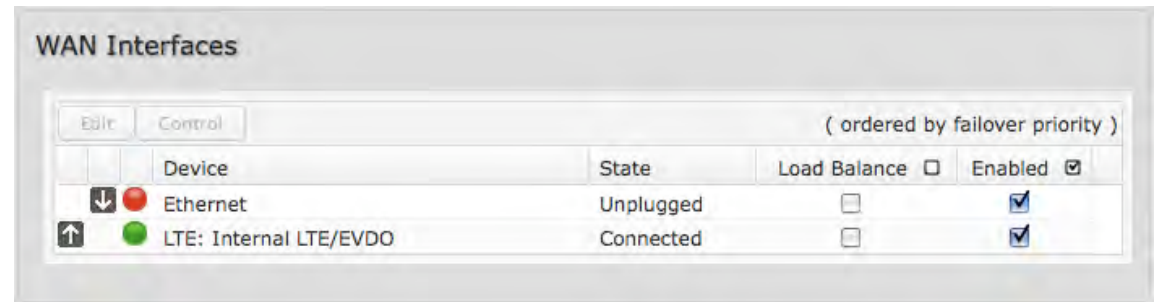 WAN Interfaces
Edit Control ( ordered by failover priority )
Device State Load Balance Enabled
Ethernet Unplugged
LTE: Internal LTE/EVDO Connected